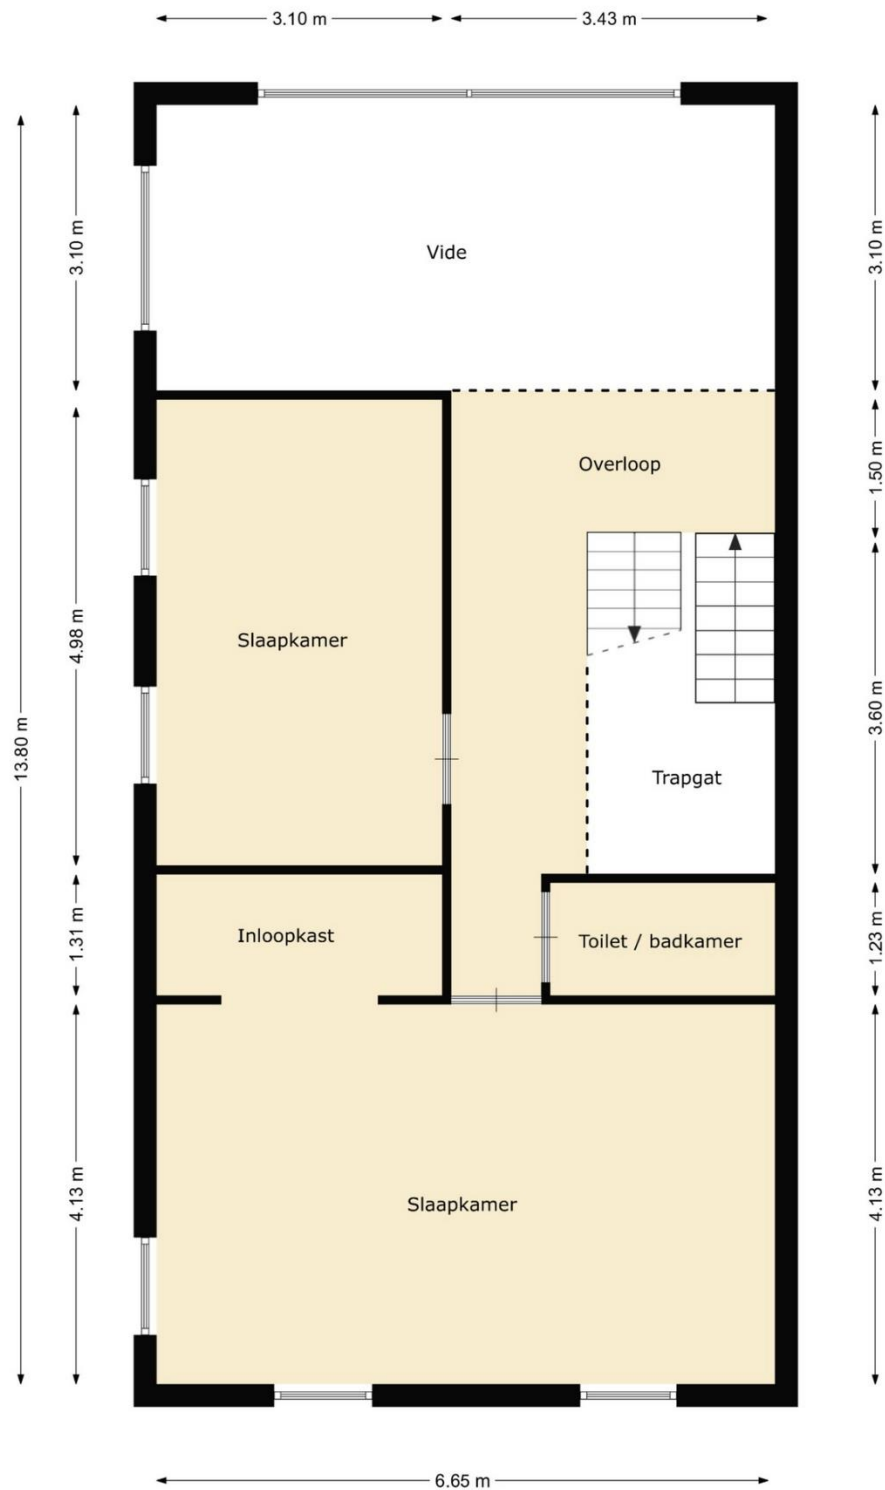 3.10 m
3.43 m
3.10 m
3.10 m
Vide
1.50 m
Overloop
4.98 m
Slaapkamer
3.60 m
13.80 m
Trapgat
1.31 m
Inloopkast
Toilet / badkamer
1.23 m
4.13 m
Slaapkamer
4.13 m
6.65 m